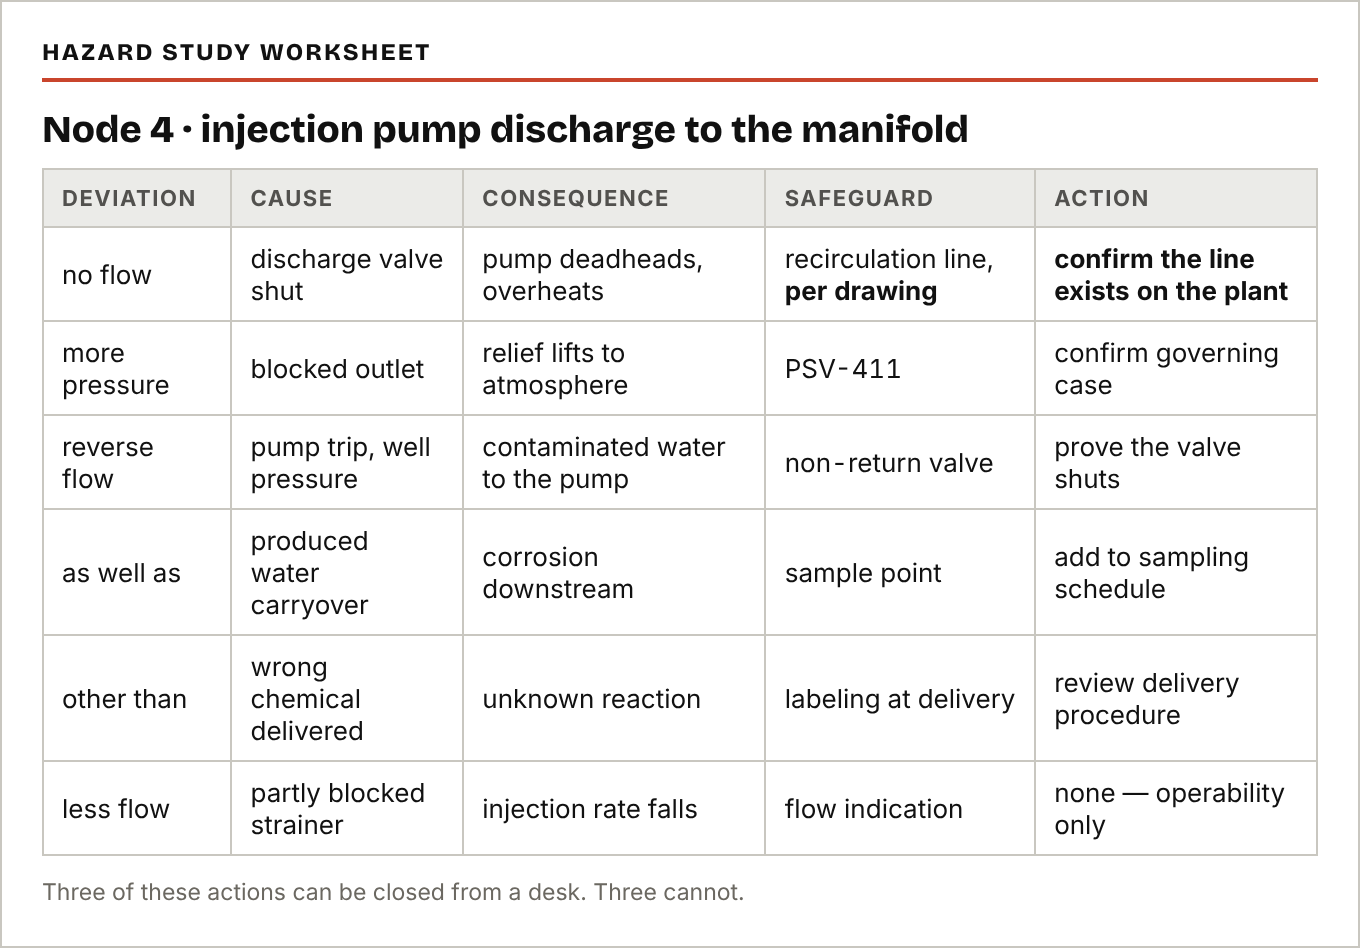 HAZARD STUDY WORKSHEET
Node 4 · injection pump discharge to the manifold
DEVIATION CAUSE CONSEQUENCE SAFEGUARD ACTION
no flow
discharge valve
shut
pump deadheads,
overheats
recirculation line,
per drawing
confirm the line
exists on the plant
more
pressure
blocked outlet
relief lifts to
atmosphere
PSV-411
confirm governing
case
reverse
flow
pump trip, well
pressure
contaminated water
to the pump
non-return valve
prove the valve
shuts
as well as
produced
water
carryover
corrosion
downstream
sample point
add to sampling
schedule
other than
wrong
chemical
delivered
unknown reaction
labeling at delivery
review delivery
procedure
less flow
partly blocked
strainer
injection rate falls
flow indication
none — operability
only
Three of these actions can be closed from a desk. Three cannot.